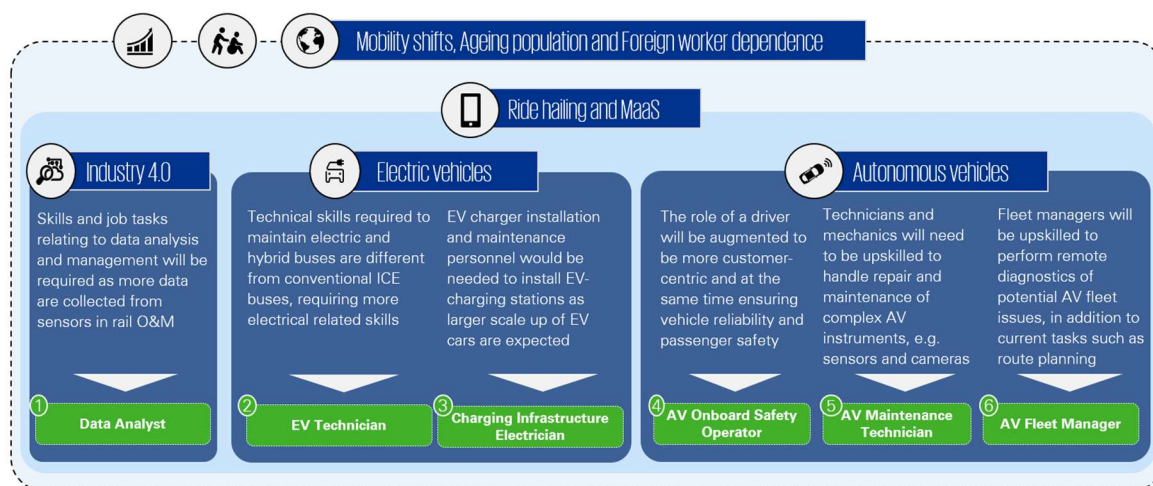 Mobility shifts, Ageing population and Foreign worker dependence
Ride hailing and MaaS
Industry 4.0
Skills and job tasks
relating to data analysis
and management will be
required as more data
are collected from
sensors in rail O&M
1
Data Analyst
Electric vehicles
Technical skills required to
maintain electric and
hybrid buses are different
from conventional ICE
buses, requiring more
electrical related skills
2
EV Technician
EV charger installation
and maintenance
personnel would be
needed to install EV-
charging stations as
larger scale up of EV
cars are expected
3
Charging Infrastructure
Electrician
Autonomous vehicles
The role of a driver
will be augmented to
be more customer-
centric and at the
same time ensuring
vehicle reliability and
passenger safety
4
AV Onboard Safety
Operator
Technicians and
mechanics will need
to be upskilled to
handle repair and
maintenance of
complex AV
instruments, e.g.
sensors and cameras
5
AV Maintenance
Technician
Fleet managers will
be upskilled to
perform remote
diagnostics of
potential AV fleet
issues, in addition to
current tasks such as
route planning
6
AV Fleet Manager